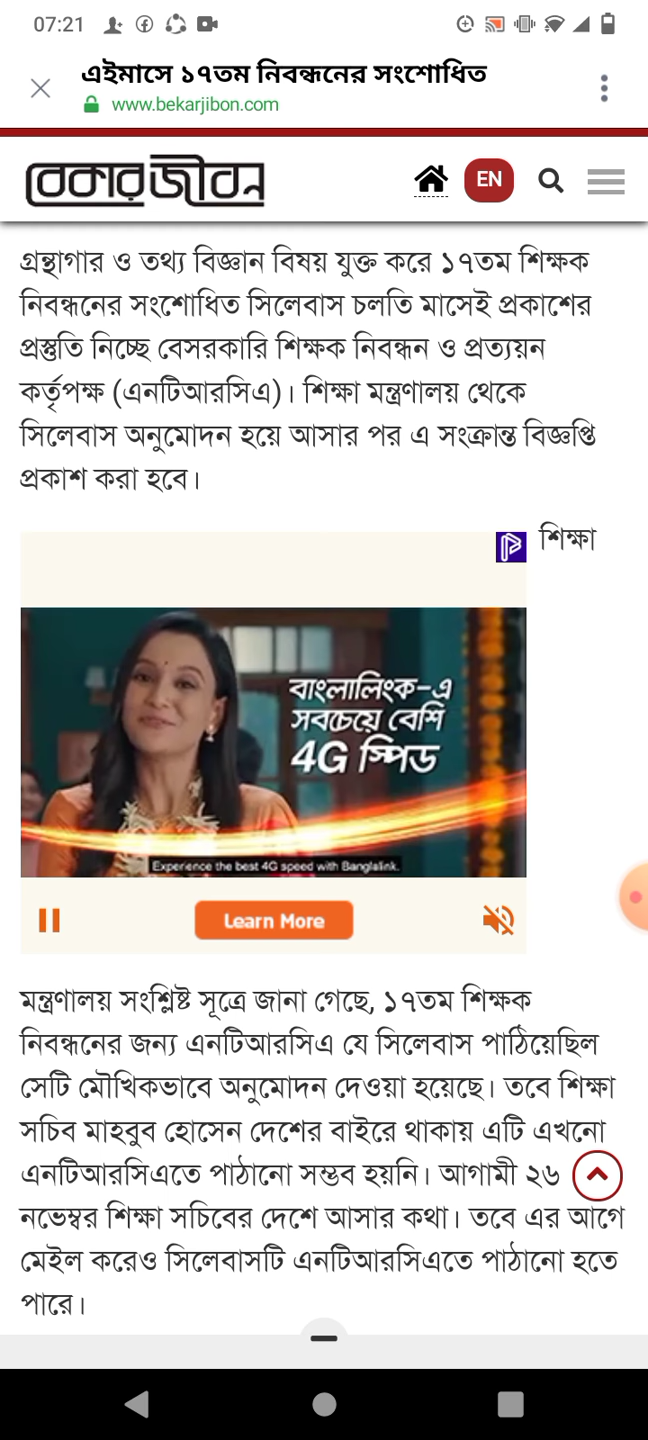 07:21
এইমাসে ১৭তম নিবন্ধনের সংশোধিত
www.bekarjibon.com
বেকার জীবন
EN
গ্রন্থাগার ও তথ্য বিজ্ঞান বিষয় যুক্ত করে ১৭তম শিক্ষক
নিবন্ধনের সংশোধিত সিলেবাস চলতি মাসেই প্রকাশের
প্রস্তুতি নিচ্ছে বেসরকারি শিক্ষক নিবন্ধন ও প্রত্যয়ন
কর্তৃপক্ষ (এনটিআরসিএ)। শিক্ষা মন্ত্রণালয় থেকে
সিলেবাস অনুমোদন হয়ে আসার পর এ সংক্রান্ত বিজ্ঞপ্তি
প্রকাশ করা হবে।
শিক্ষা
বাংলালিংক-এ
সবচেয়ে বেশি
4G স্পিড
Experience the best 4G speed with Banglalink.
Learn More
মন্ত্রণালয় সংশ্লিষ্ট সূত্রে জানা গেছে, ১৭তম শিক্ষক
নিবন্ধনের জন্য এনটিআরসিএ যে সিলেবাস পাঠিয়েছিল
সেটি মৌখিকভাবে অনুমোদন দেওয়া হয়েছে। তবে শিক্ষা
সচিব মাহবুব হোসেন দেশের বাইরে থাকায় এটি এখনো
এনটিআরসিএতে পাঠানো সম্ভব হয়নি। আগামী ২৬
নভেম্বর শিক্ষা সচিবের দেশে আসার কথা। তবে এর আগে
মেইল করেও সিলেবাসটি এনটিআরসিএতে পাঠানো হতে
পারে।